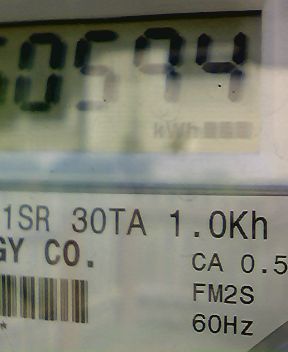 0594
kWh
1SR 30TA 1.0Kh
GY CO.
CA 0.5
FM2S
60Hz